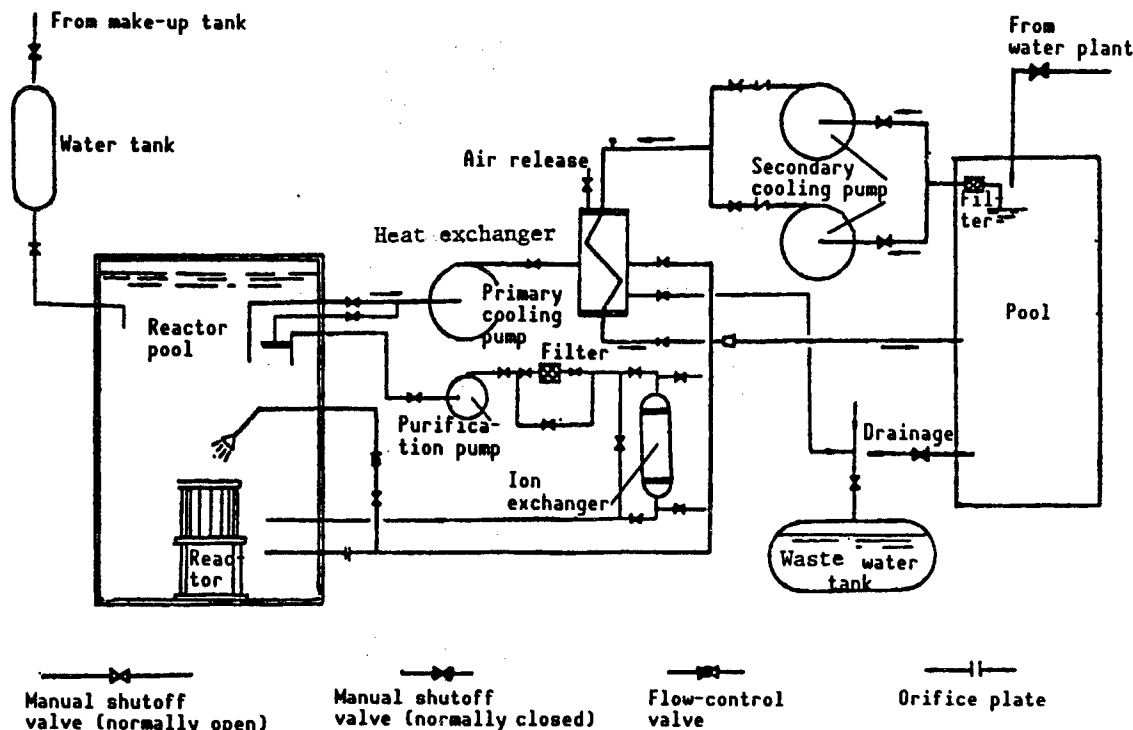 From make-up tank
Water tank
From
water plant
Air release
Secondary
cooling pump
Fil-
ter
Heat exchanger
Primary
cooling
pump
Reactor
pool
Pool
Filter
Purifica-
tion pump
Drainage
Ion
exchanger
Reac-
tor
Waste water
tank
Manual shutoff
valve (normally open)
Manual shutoff
valve (normally closed)
Flow-control
valve
Orifice plate